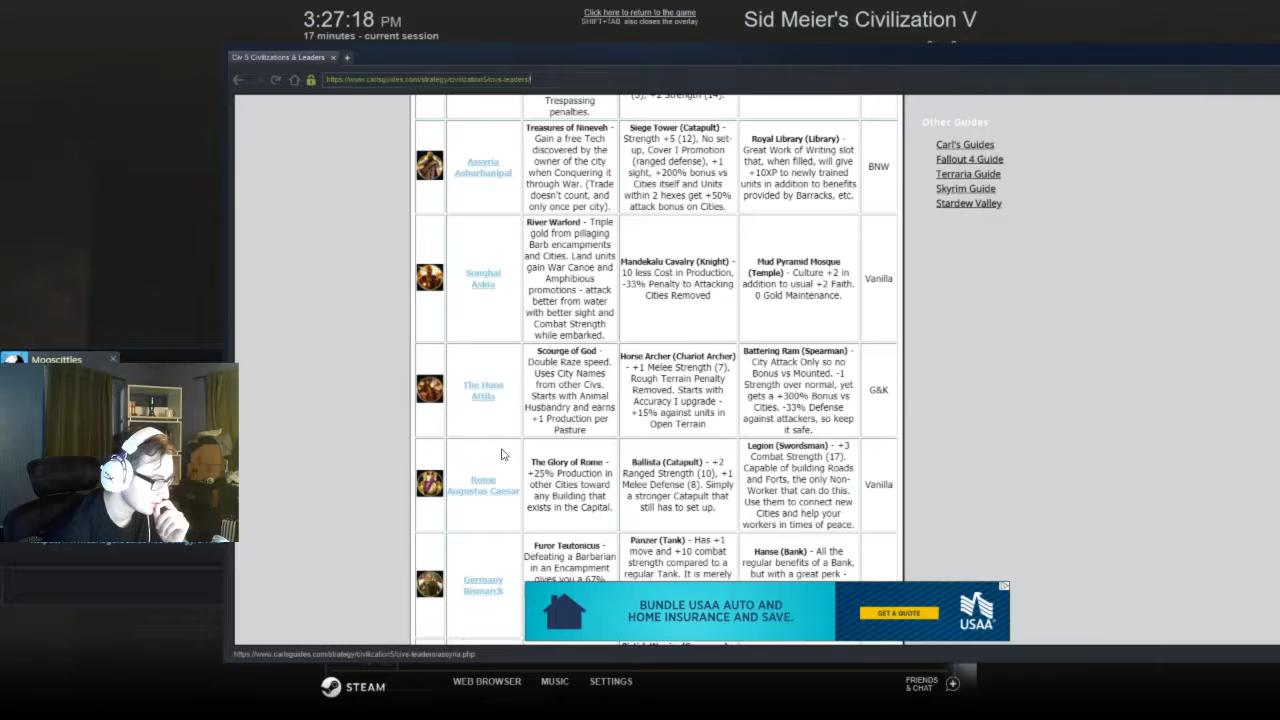 3:27:18 PM
17 minutes - current session
Click here to return to the game
SHIFT+TAB also closes the overlay
Sid Meier's Civilization V
Civ 5 Civilizations & Leaders × +
https://www.carlsguides.com/strategy/civilization5/civs-leaders/
Trespassing
penalties.
Assyria
Ashurbanipal
Treasures of Nineveh -
Gain a free Tech
discovered by the
owner of the city
when Conquering it
through War. (Trade
doesn't count, and
only once per city).
Siege Tower (Catapult) -
Strength +5 (12), No set-
up, Cover I Promotion
(ranged defense), +1
sight, +200% bonus vs
Cities itself and Units
within 2 hexes get +50%
attack bonus on Cities.
Royal Library (Library) -
Great Work of Writing slot
that, when filled, will give
+10XP to newly trained
units in addition to benefits
provided by Barracks, etc.
BNW
Songhai
Askia
River Warlord - Triple
gold from pillaging
Barb encampments
and Cities. Land units
gain War Canoe and
Amphibious
promotions - attack
better from water
with better sight and
Combat Strength
while embarked.
Mandekalu Cavalry (Knight) -
10 less Cost in Production,
-33% Penalty to Attacking
Cities Removed
Mud Pyramid Mosque
(Temple) - Culture +2 in
addition to usual +2 Faith.
0 Gold Maintenance.
Vanilla
The Huns
Attila
Scourge of God -
Double Raze speed.
Uses City Names
from other Civs.
Starts with Animal
Husbandry and earns
+1 Production per
Pasture
Horse Archer (Chariot Archer)
- +1 Melee Strength (7),
Rough Terrain Penalty
Removed. Starts with
Accuracy I upgrade -
+15% against units in
Open Terrain
Battering Ram (Spearman) -
City Attack Only so no
Bonus vs Mounted. -1
Strength over normal, yet
gets a +300% Bonus vs
Cities. -33% Defense
against attackers, so keep
it safe.
G&K
Rome
Augustus Caesar
The Glory of Rome -
+25% Production in
other Cities toward
any Building that
exists in the Capital.
Ballista (Catapult) - +2
Ranged Strength (10), +1
Melee Defense (8). Simply
a stronger Catapult that
still has to set up.
Legion (Swordsman) - +3
Combat Strength (17).
Capable of building Roads
and Forts, the only Non-
Worker that can do this.
Use them to connect new
Cities and help your
workers in times of peace.
Vanilla
Germany
Bismarck
Furor Teutonicus -
Defeating a Barbarian
in an Encampment
gives you a 67%
Panzer (Tank) - Has +1
move and +10 combat
strength compared to a
regular Tank. It is merely
Hanse (Bank) - All the
regular benefits of a Bank,
but with a great perk -
Other Guides
Carl's Guides
Fallout 4 Guide
Terraria Guide
Skyrim Guide
Stardew Valley
Mooscittles ×
BUNDLE USAA AUTO AND
HOME INSURANCE AND SAVE.
GET A QUOTE
USAA
https://www.carlsguides.com/strategy/civilization5/civs-leaders/assyria.php
STEAM
WEB BROWSER
MUSIC
SETTINGS
FRIENDS
& CHAT